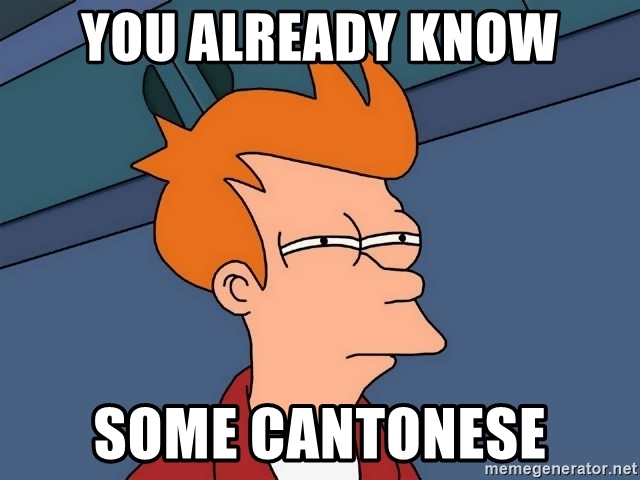 YOU ALREADY KNOW
SOME CANTONESE
memegenerator.net